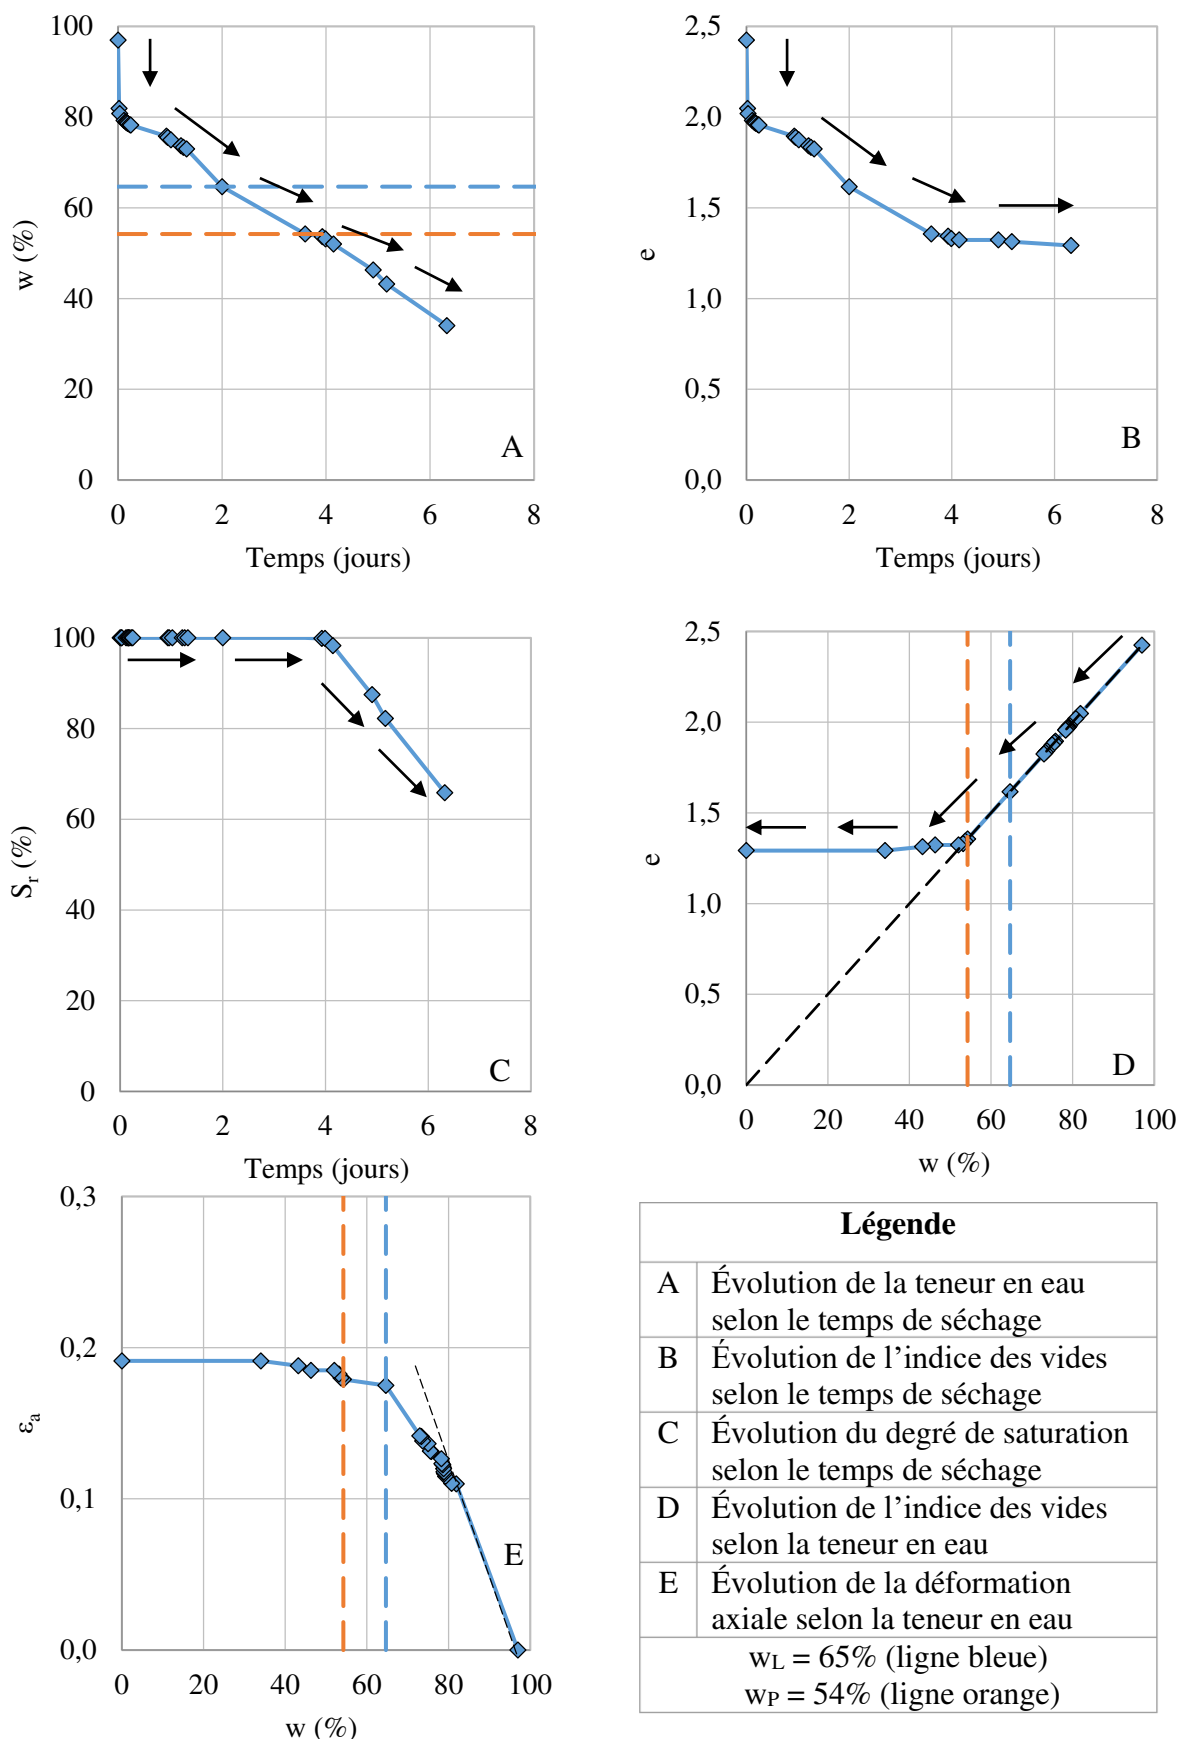 100
80
60
40
20
0
w (%)
0 2 4 6 8
Temps (jours)
A
2,5
2,0
1,5
1,0
0,5
0,0
e
0 2 4 6 8
Temps (jours)
B
100
80
60
40
20
0
Sr (%)
0 2 4 6 8
Temps (jours)
C
2,5
2,0
1,5
1,0
0,5
0,0
e
0 20 40 60 80 100
w (%)
D
0,3
0,2
0,1
0,0
εa
0 20 40 60 80 100
w (%)
E
Légende
A Évolution de la teneur en eau
selon le temps de séchage
B Évolution de l’indice des vides
selon le temps de séchage
C Évolution du degré de saturation
selon le temps de séchage
D Évolution de l’indice des vides
selon la teneur en eau
E Évolution de la déformation
axiale selon la teneur en eau
wL = 65% (ligne bleue)
wP = 54% (ligne orange)